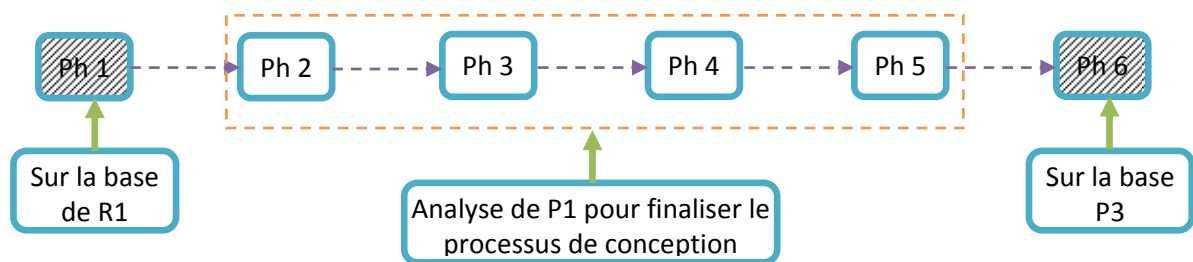 Ph 1
Ph 2
Ph 3
Ph 4
Ph 5
Ph 6
Sur la base
de R1
Analyse de P1 pour finaliser le
processus de conception
Sur la base
P3